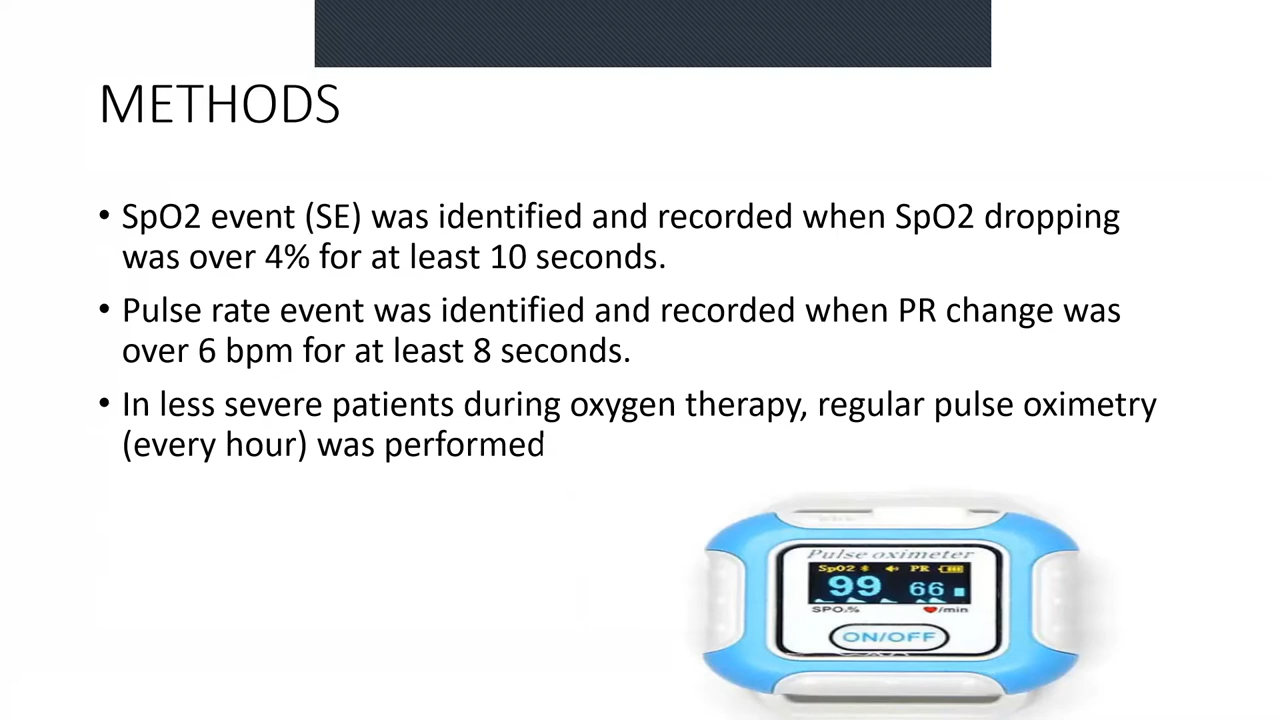 METHODS
• SpO2 event (SE) was identified and recorded when SpO2 dropping
was over 4% for at least 10 seconds.
• Pulse rate event was identified and recorded when PR change was
over 6 bpm for at least 8 seconds.
• In less severe patients during oxygen therapy, regular pulse oximetry
(every hour) was performed
Pulse oximeter
SpO2 PR
99 66
SPO₂% /min
ON/OFF